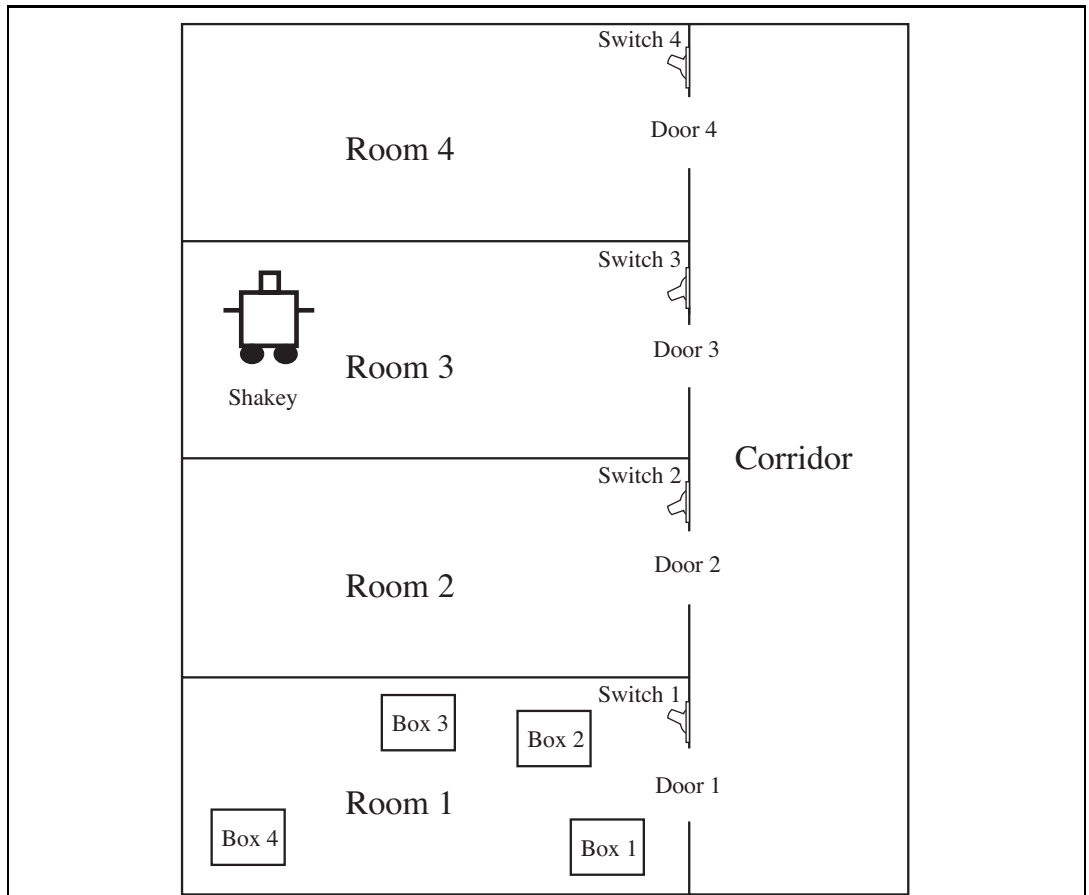 Switch 4
Door 4
Room 4
Switch 3
Door 3
Room 3
Shakey
Corridor
Switch 2
Door 2
Room 2
Switch 1
Box 3
Box 2
Door 1
Room 1
Box 4
Box 1